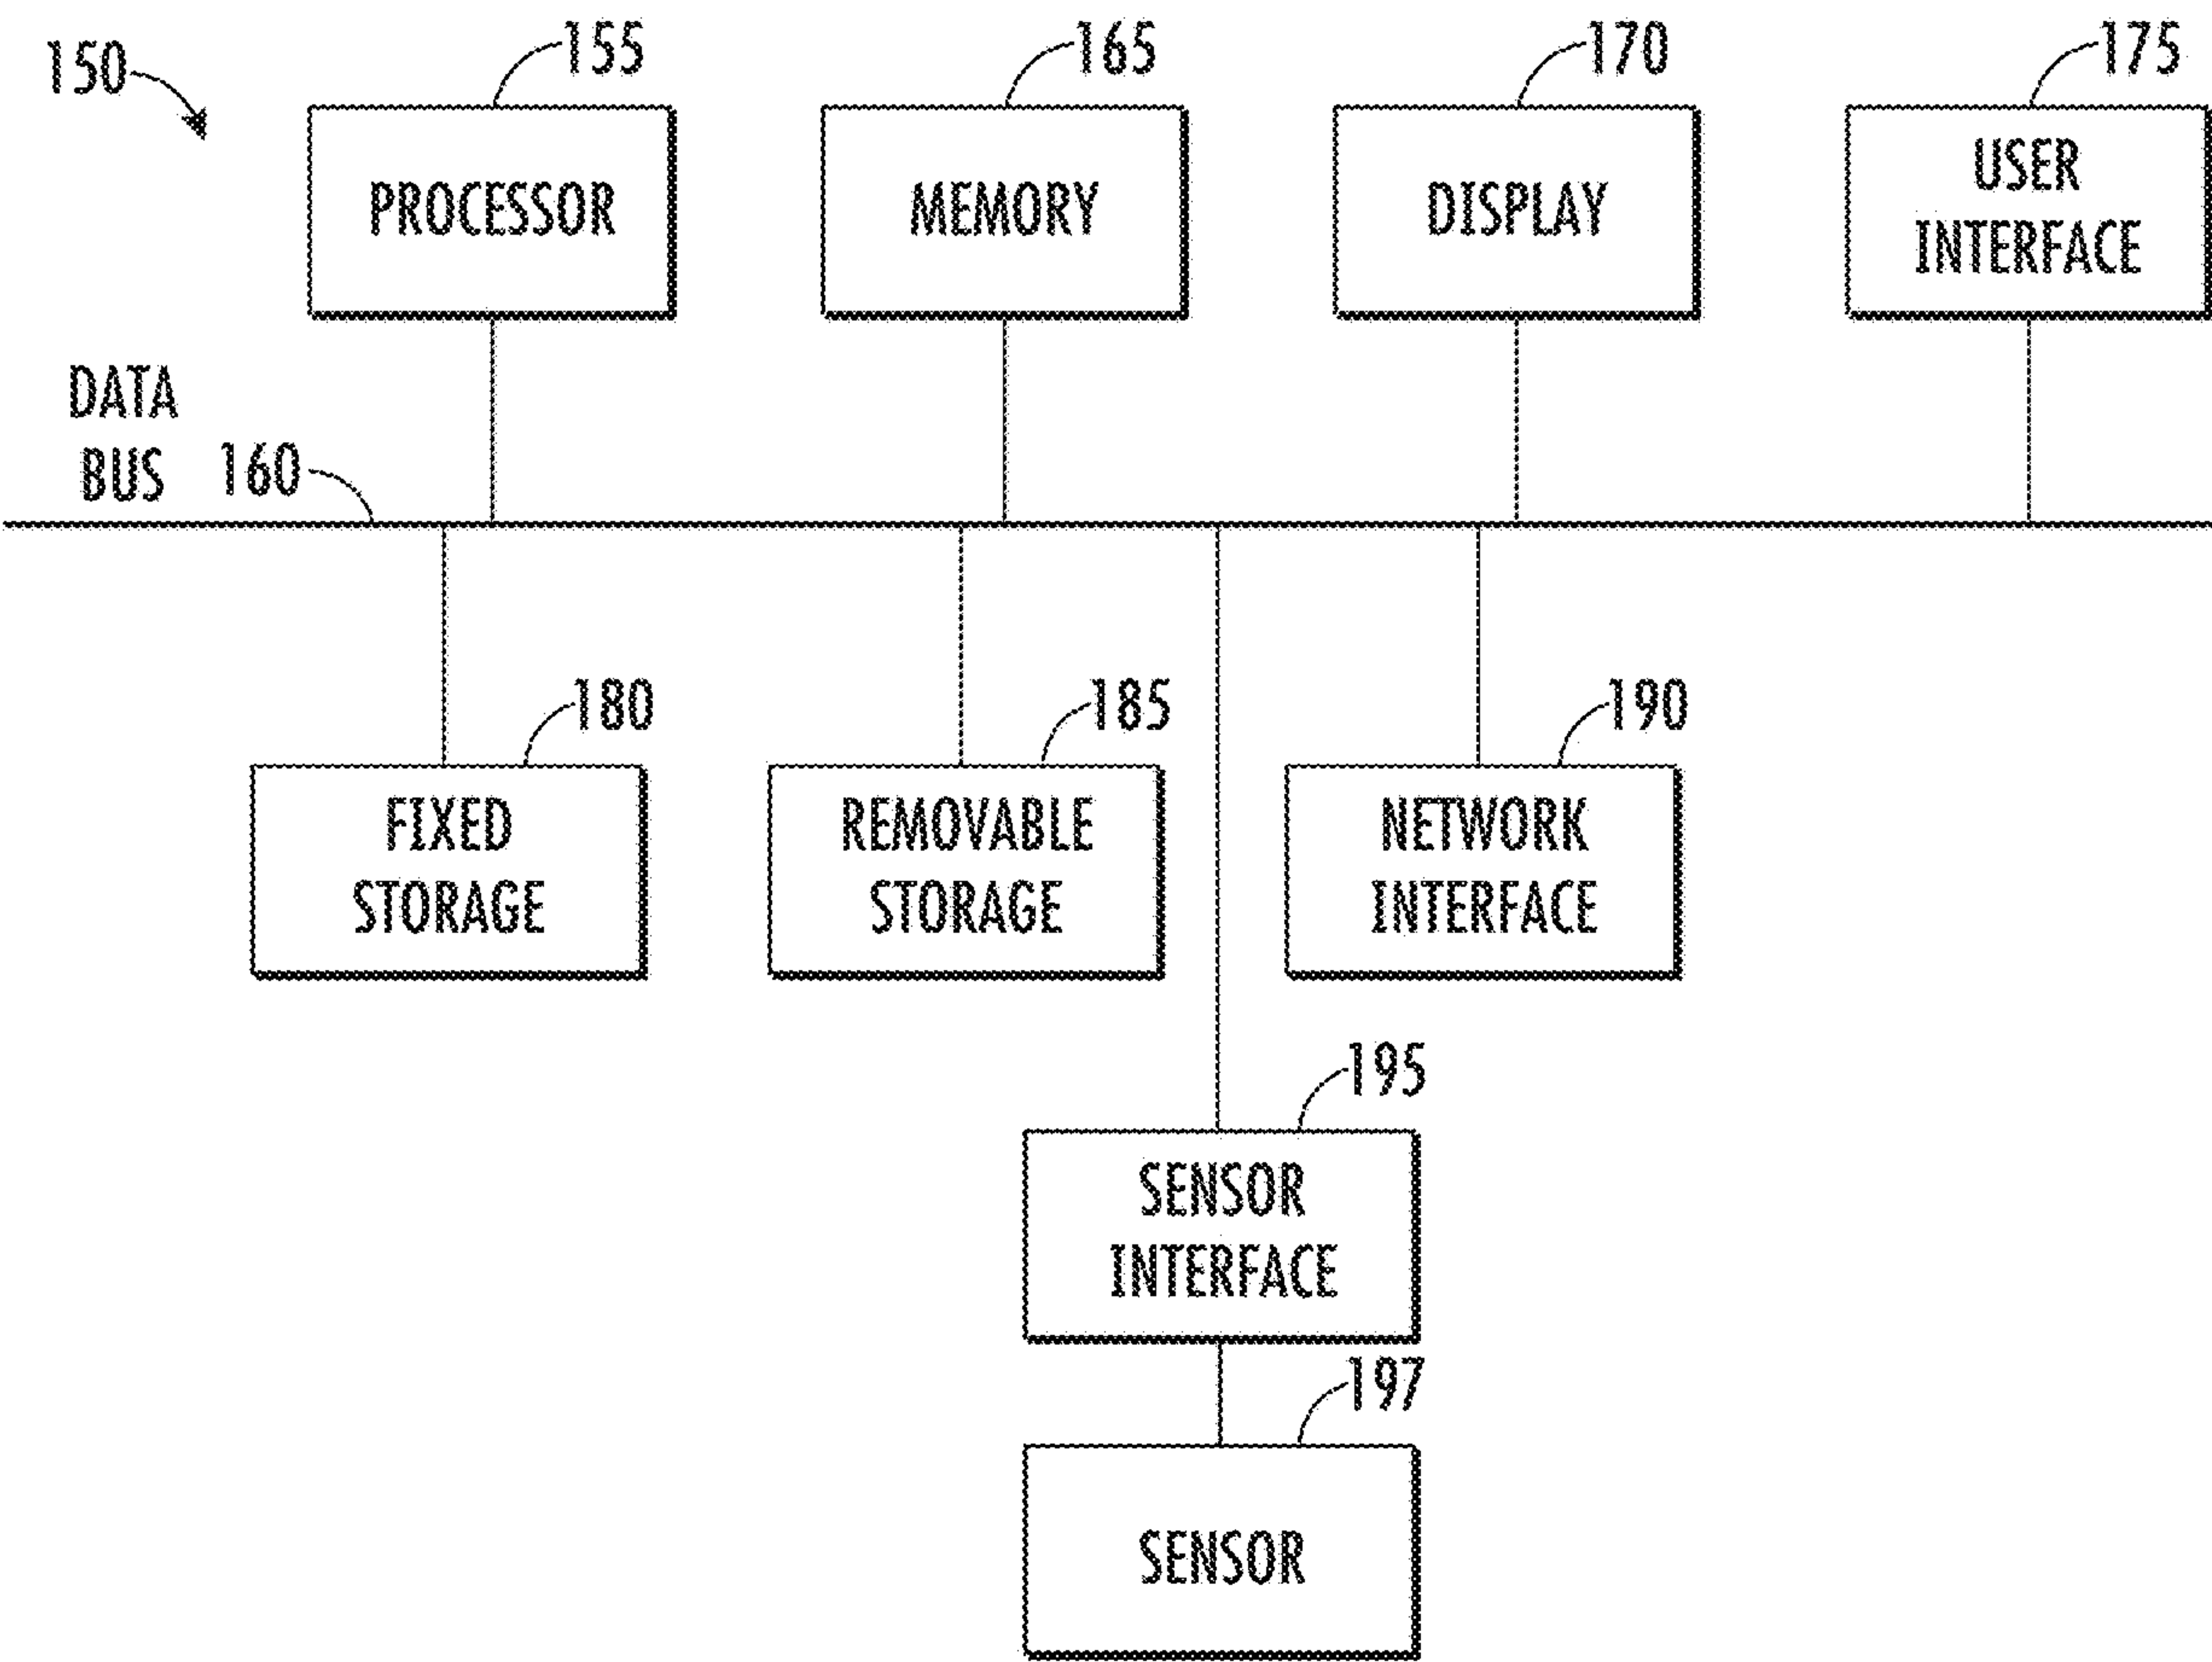 150
155
165
170
175
PROCESSOR
MEMORY
DISPLAY
USER
INTERFACE
DATA
BUS
160
180
185
190
FIXED
STORAGE
REMOVABLE
STORAGE
NETWORK
INTERFACE
195
SENSOR
INTERFACE
197
SENSOR